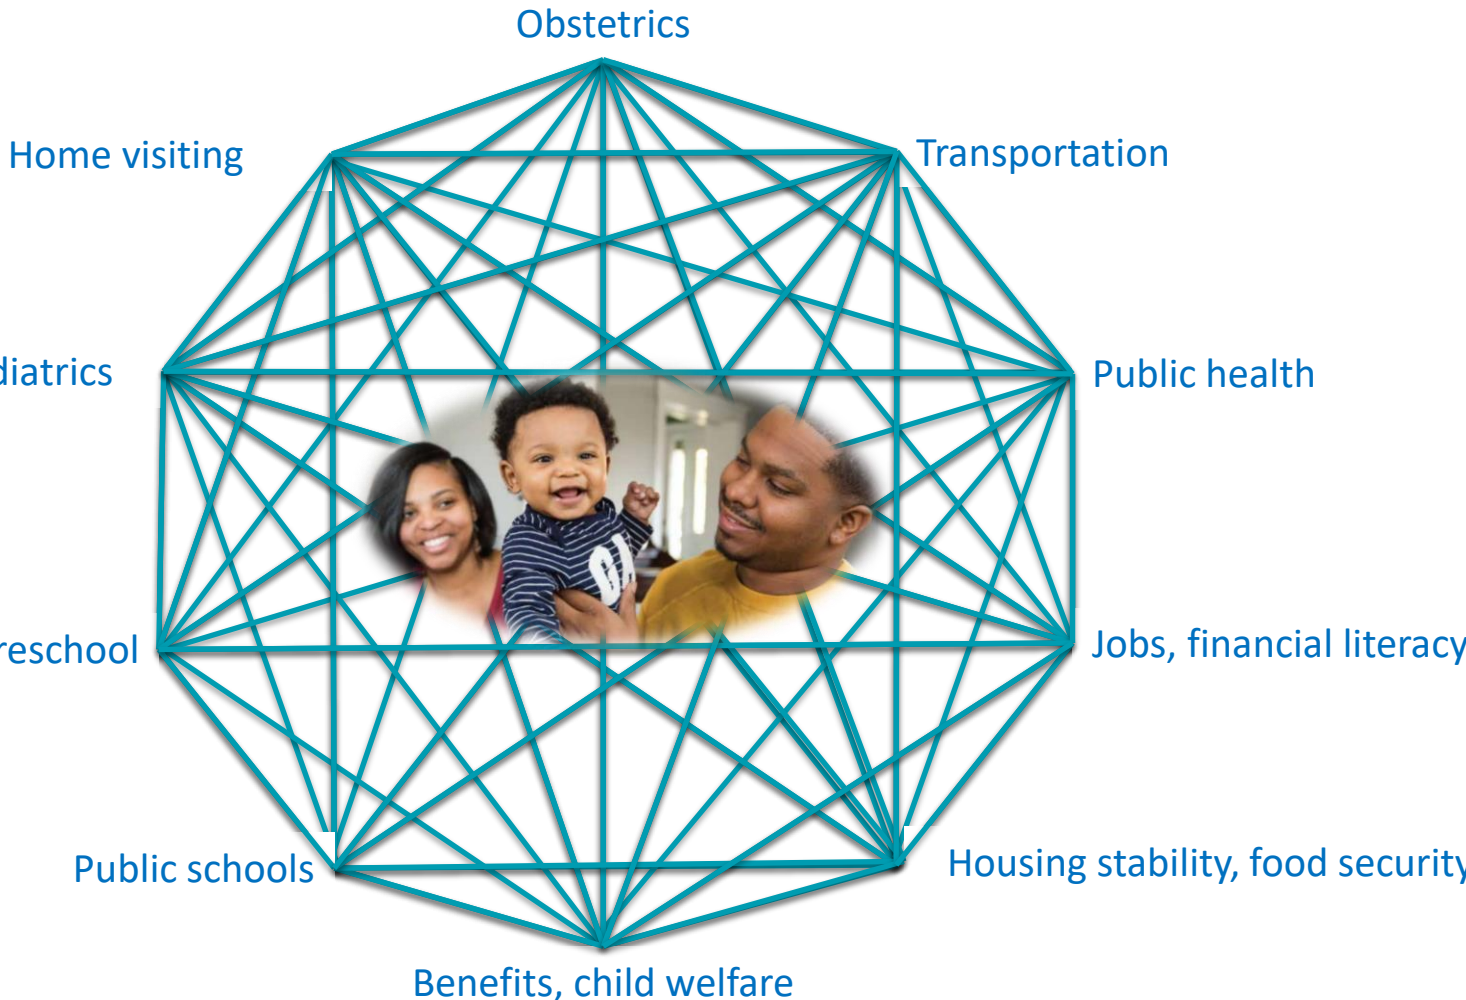 Obstetrics
Home visiting
Transportation
diatrics
Public health
reschool
Jobs, financial literacy
Public schools
Housing stability, food security
Benefits, child welfare